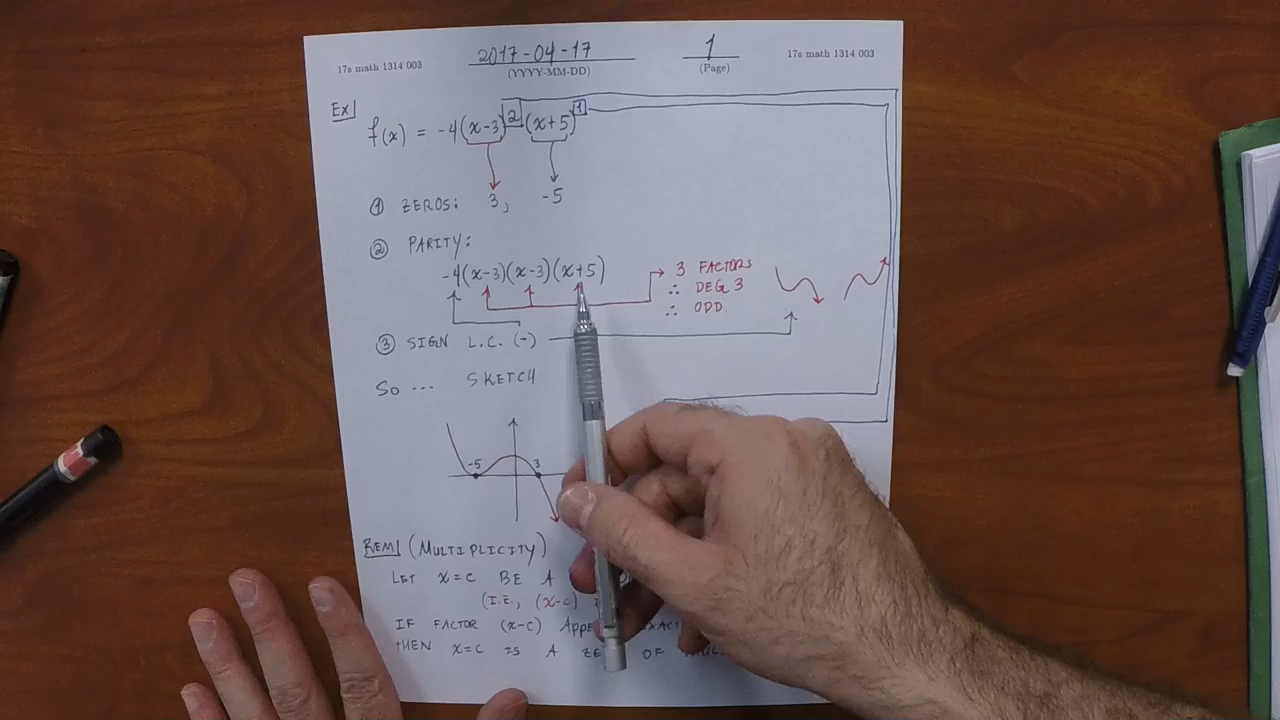 17s math 1314 003
2017-04-17
(YYYY-MM-DD)
1
(Page)
17s math 1314 003
Ex1
f(x) = -4(x-3)²(x+5)¹
① ZEROS: 3, -5
② PARITY:
-4(x-3)(x-3)(x+5)
3 FACTORS
∴ DEG 3
∴ ODD
③ SIGN L.C. (-)
SO ... SKETCH
-5 3
REM (MULTIPLICITY)
LET x=c BE A
(I.E., (x-c)
IF FACTOR (x-c)
THEN x=c IS A OF